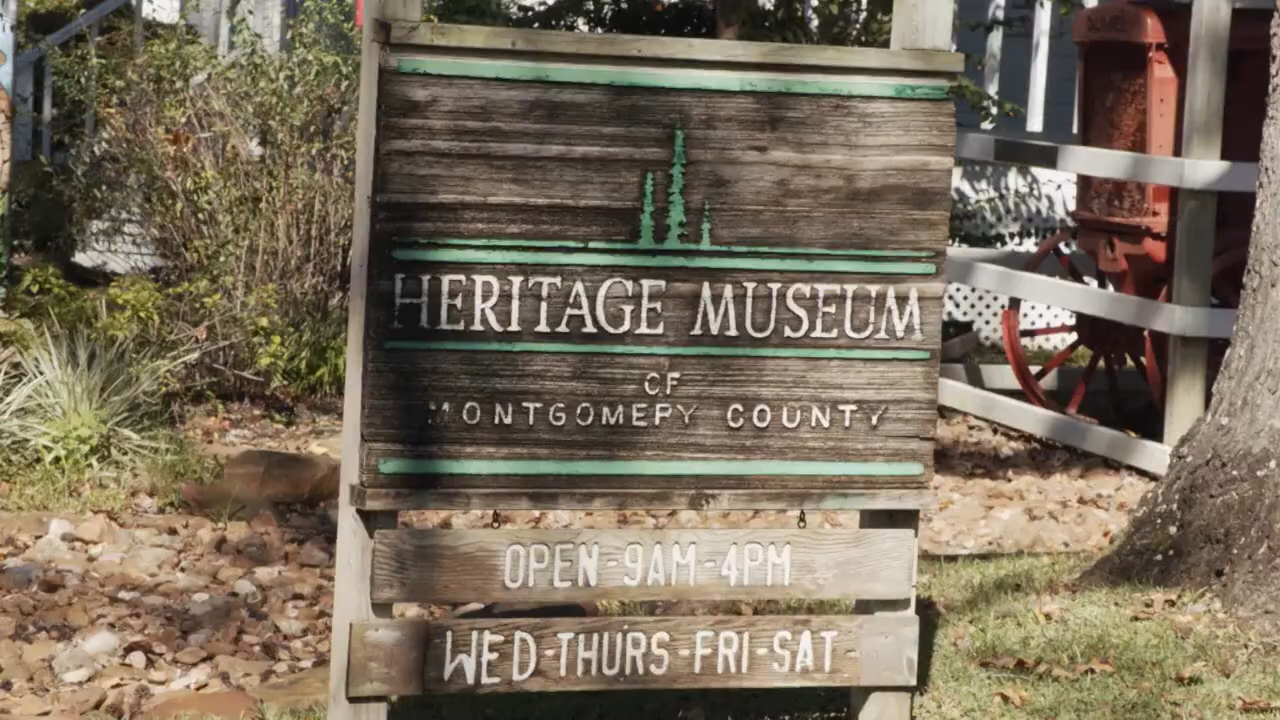 HERITAGE MUSEUM
OF
MONTGOMERY COUNTY
OPEN-9AM-4PM
WED-THURS-FRI-SAT